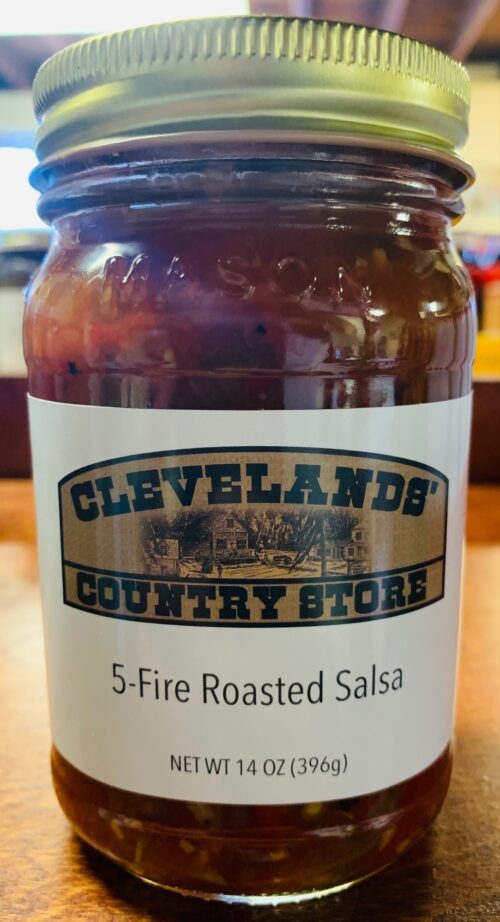 MASON
CLEVELANDS'
COUNTRY STORE
5-Fire Roasted Salsa
NET WT 14 OZ (396g)